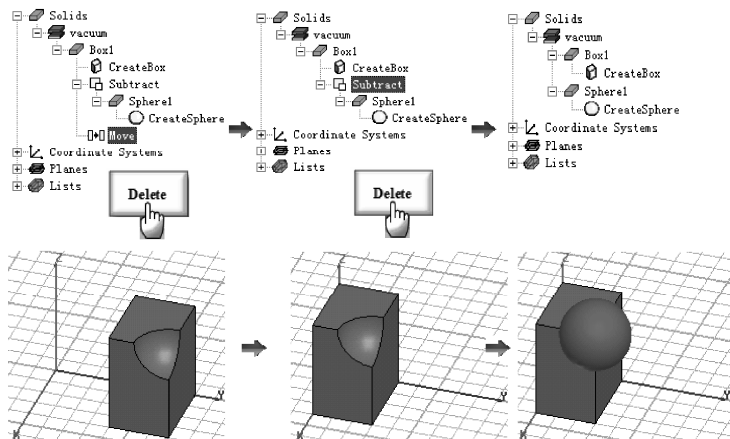 Solids
vacuum
Box1
CreateBox
Subtract
Sphere1
CreateSphere
Move
Coordinate Systems
Planes
Lists
Delete
Solids
vacuum
Box1
CreateBox
Subtract
Sphere1
CreateSphere
Coordinate Systems
Planes
Lists
Delete
Solids
vacuum
Box1
CreateBox
Sphere1
CreateSphere
Coordinate Systems
Planes
Lists
Z
Y
X
Z
Y
X
Z
Y
X